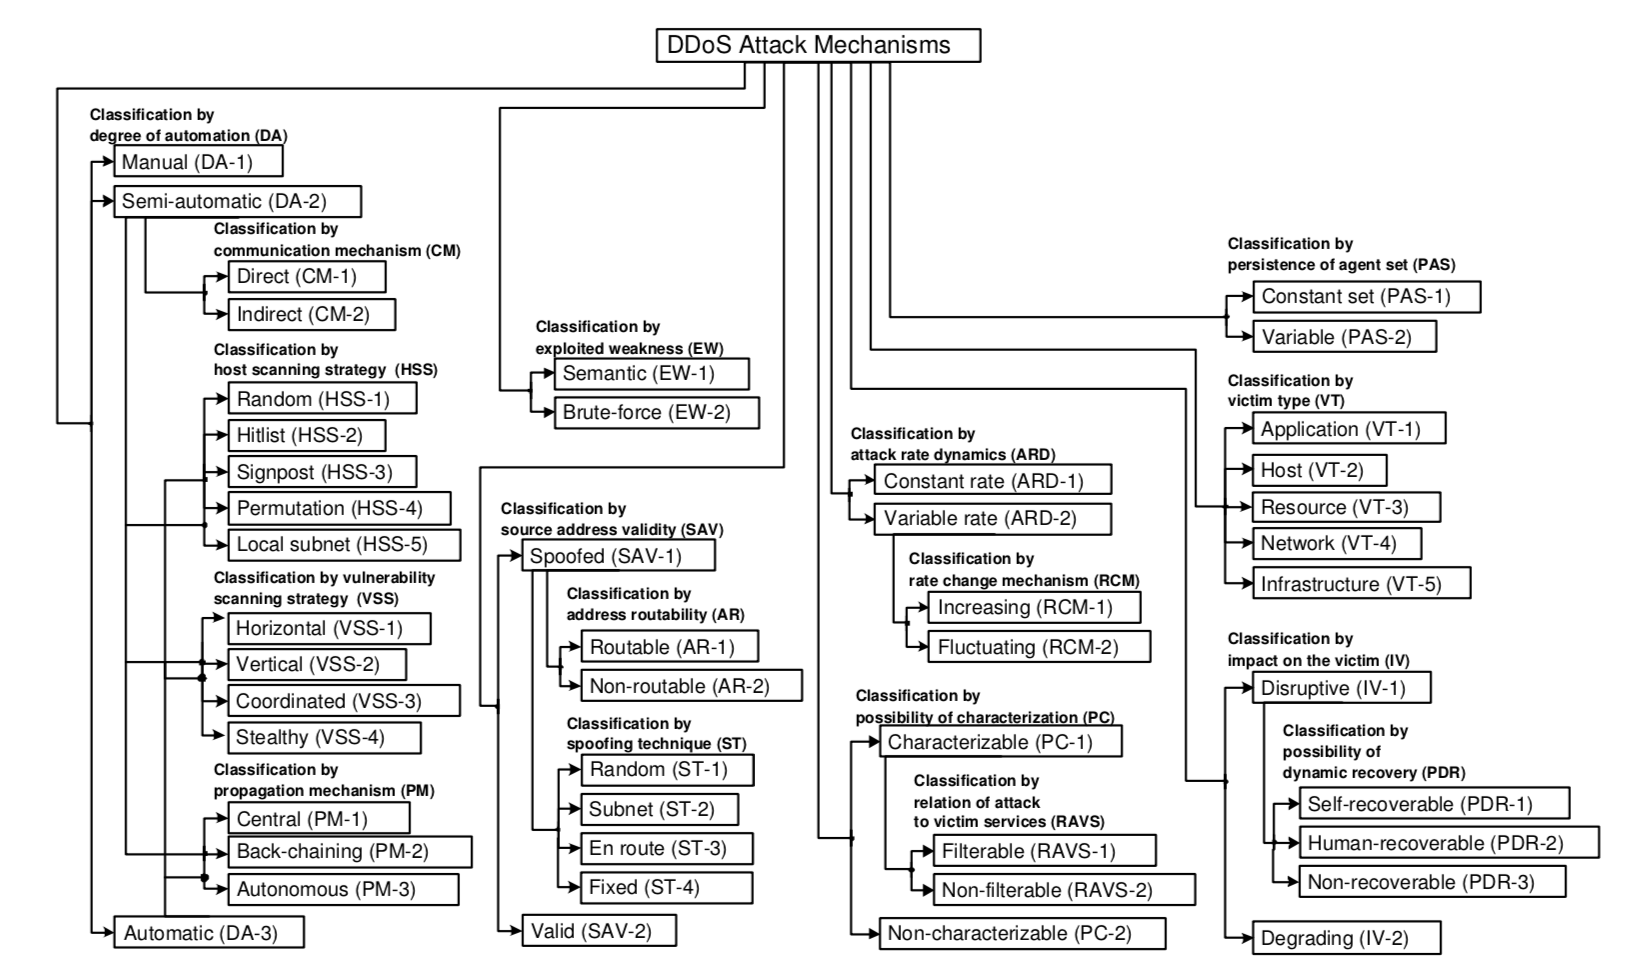 DDoS Attack Mechanisms
Classification by
degree of automation (DA)
Manual (DA-1)
Semi-automatic (DA-2)
Classification by
communication mechanism (CM)
Direct (CM-1)
Indirect (CM-2)
Classification by
host scanning strategy (HSS)
Random (HSS-1)
Hitlist (HSS-2)
Signpost (HSS-3)
Permutation (HSS-4)
Local subnet (HSS-5)
Classification by vulnerability
scanning strategy (VSS)
Horizontal (VSS-1)
Vertical (VSS-2)
Coordinated (VSS-3)
Stealthy (VSS-4)
Classification by
propagation mechanism (PM)
Central (PM-1)
Back-chaining (PM-2)
Autonomous (PM-3)
Automatic (DA-3)
Classification by
exploited weakness (EW)
Semantic (EW-1)
Brute-force (EW-2)
Classification by
source address validity (SAV)
Spoofed (SAV-1)
Classification by
address routability (AR)
Routable (AR-1)
Non-routable (AR-2)
Classification by
spoofing technique (ST)
Random (ST-1)
Subnet (ST-2)
En route (ST-3)
Fixed (ST-4)
Valid (SAV-2)
Classification by
attack rate dynamics (ARD)
Constant rate (ARD-1)
Variable rate (ARD-2)
Classification by
rate change mechanism (RCM)
Increasing (RCM-1)
Fluctuating (RCM-2)
Classification by
possibility of characterization (PC)
Characterizable (PC-1)
Classification by
relation of attack
to victim services (RAVS)
Filterable (RAVS-1)
Non-filterable (RAVS-2)
Non-characterizable (PC-2)
Classification by
persistence of agent set (PAS)
Constant set (PAS-1)
Variable (PAS-2)
Classification by
victim type (VT)
Application (VT-1)
Host (VT-2)
Resource (VT-3)
Network (VT-4)
Infrastructure (VT-5)
Classification by
impact on the victim (IV)
Disruptive (IV-1)
Classification by
possibility of
dynamic recovery (PDR)
Self-recoverable (PDR-1)
Human-recoverable (PDR-2)
Non-recoverable (PDR-3)
Degrading (IV-2)